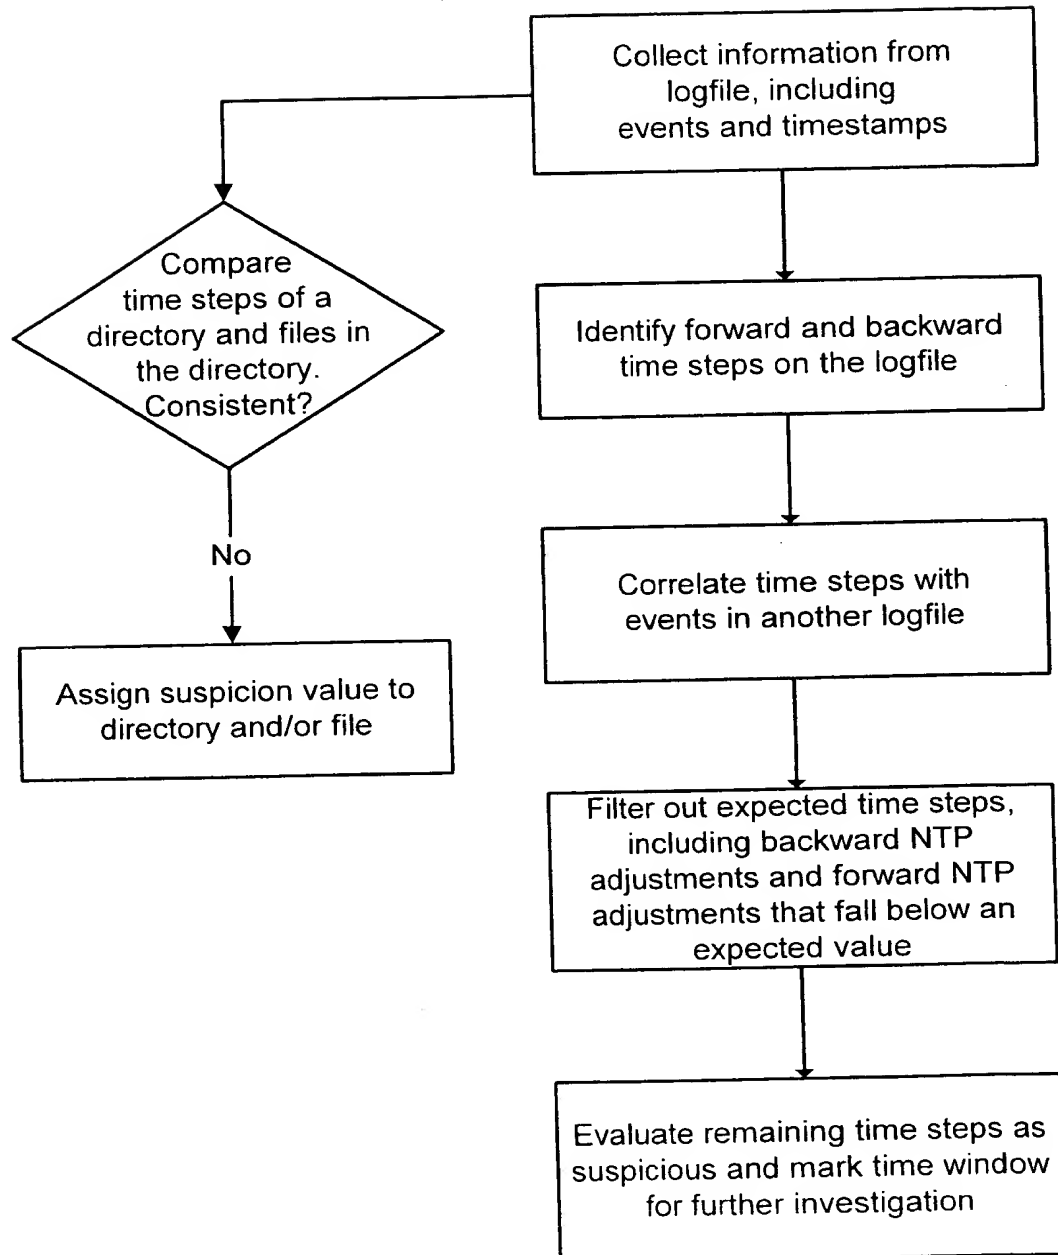 Collect information from
logfile, including
events and timestamps
Compare
time steps of a
directory and files in
the directory.
Consistent?
No
Assign suspicion value to
directory and/or file
Identify forward and backward
time steps on the logfile
Correlate time steps with
events in another logfile
Filter out expected time steps,
including backward NTP
adjustments and forward NTP
adjustments that fall below an
expected value
Evaluate remaining time steps as
suspicious and mark time window
for further investigation